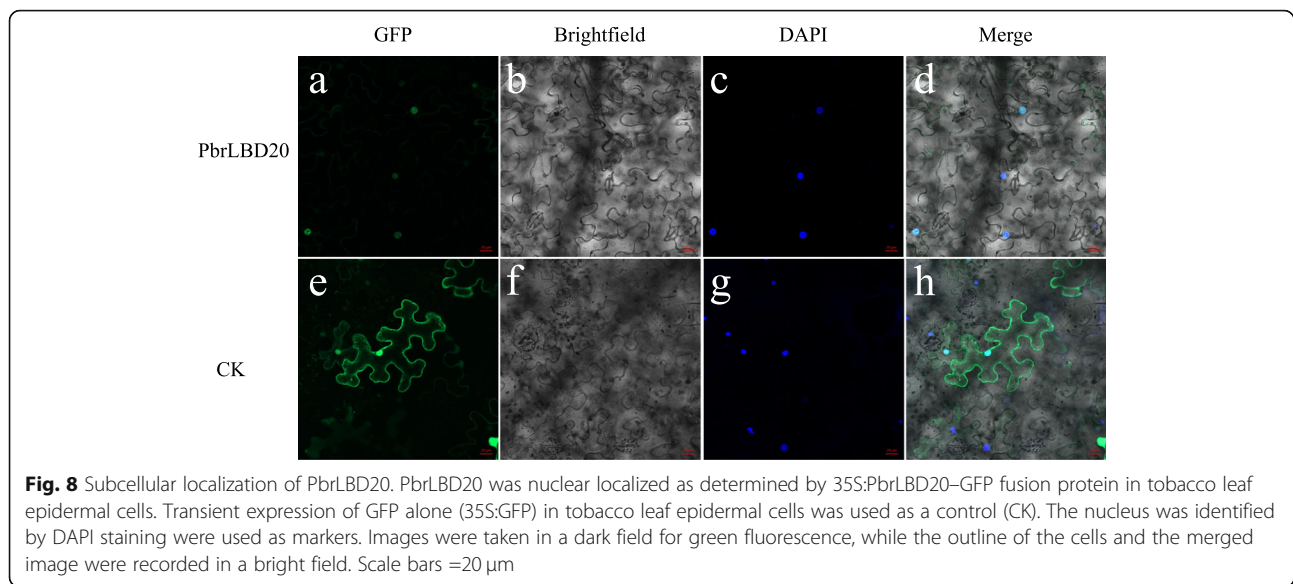 GFP Brightfield DAPI Merge
a b c d
PbrLBD20
e f g h
CK
Fig. 8 Subcellular localization of PbrLBD20. PbrLBD20 was nuclear localized as determined by 35S:PbrLBD20–GFP fusion protein in tobacco leaf
epidermal cells. Transient expression of GFP alone (35S:GFP) in tobacco leaf epidermal cells was used as a control (CK). The nucleus was identified
by DAPI staining were used as markers. Images were taken in a dark field for green fluorescence, while the outline of the cells and the merged
image were recorded in a bright field. Scale bars =20 μm